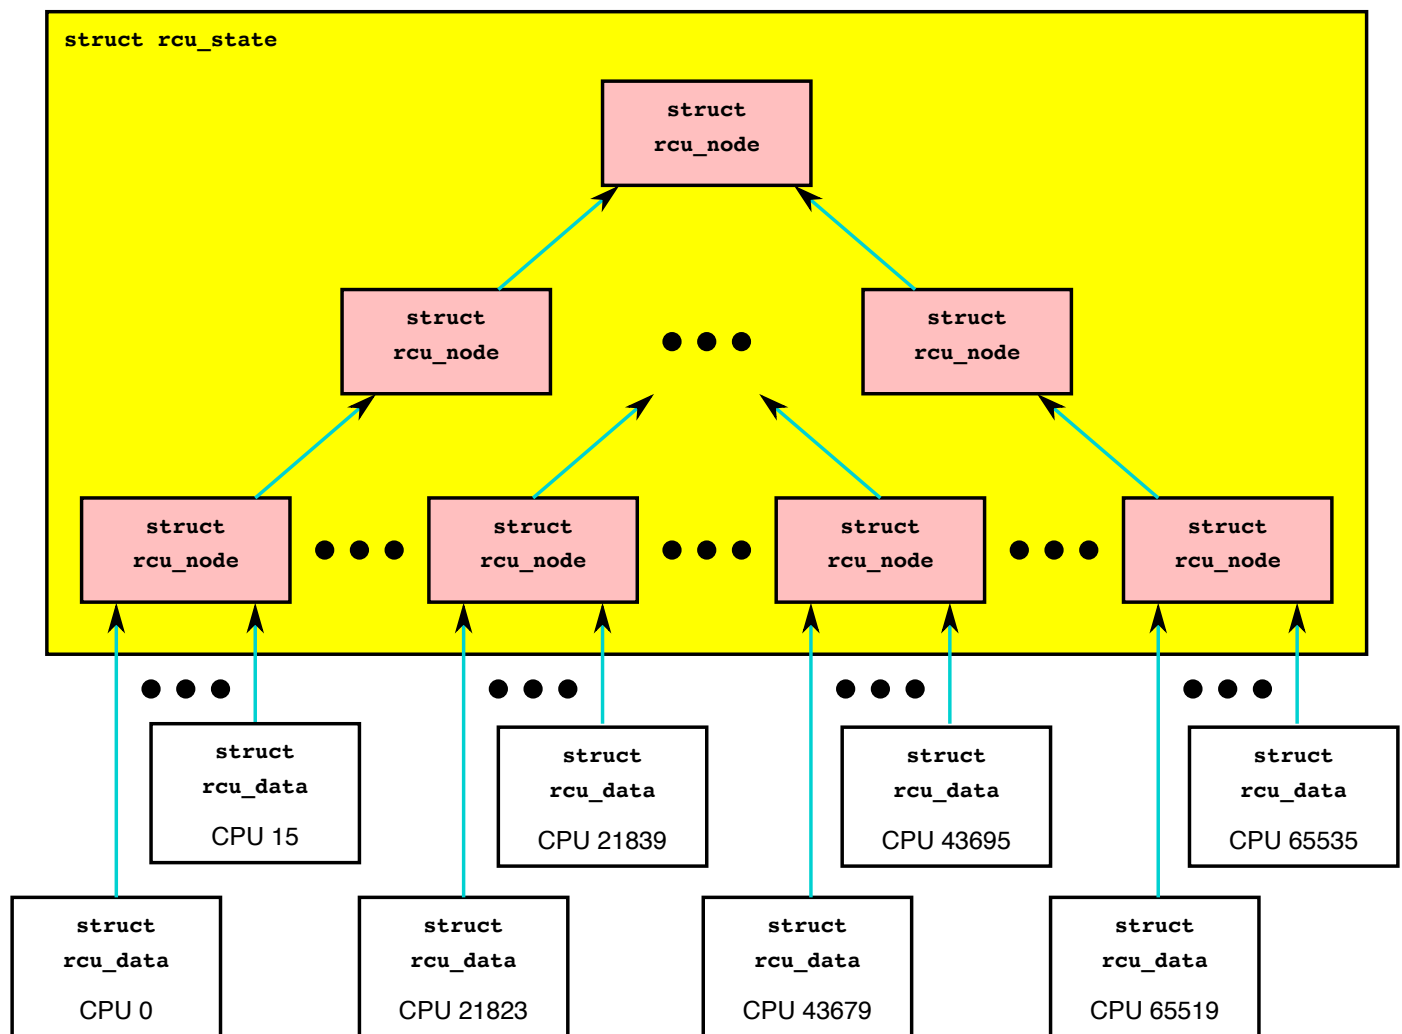 struct rcu_state
struct
rcu_node
struct
rcu_node
struct
rcu_node
struct
rcu_node
struct
rcu_node
struct
rcu_node
struct
rcu_node
struct
rcu_data
CPU 15
struct
rcu_data
CPU 21839
struct
rcu_data
CPU 43695
struct
rcu_data
CPU 65535
struct
rcu_data
CPU 0
struct
rcu_data
CPU 21823
struct
rcu_data
CPU 43679
struct
rcu_data
CPU 65519